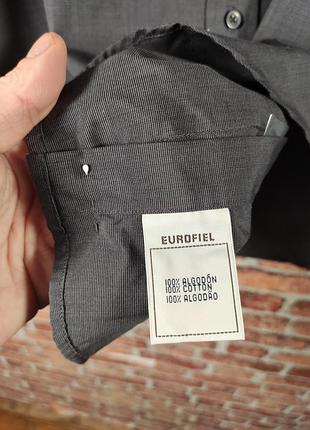 EUROFIEL
100% ALGODÓN
100% COTTON
100% ALGODÃO